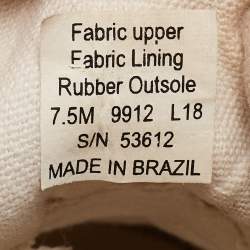 Fabric upper
Fabric Lining
Rubber Outsole
7.5M 9912 L18
S/N 53612
MADE IN BRAZIL